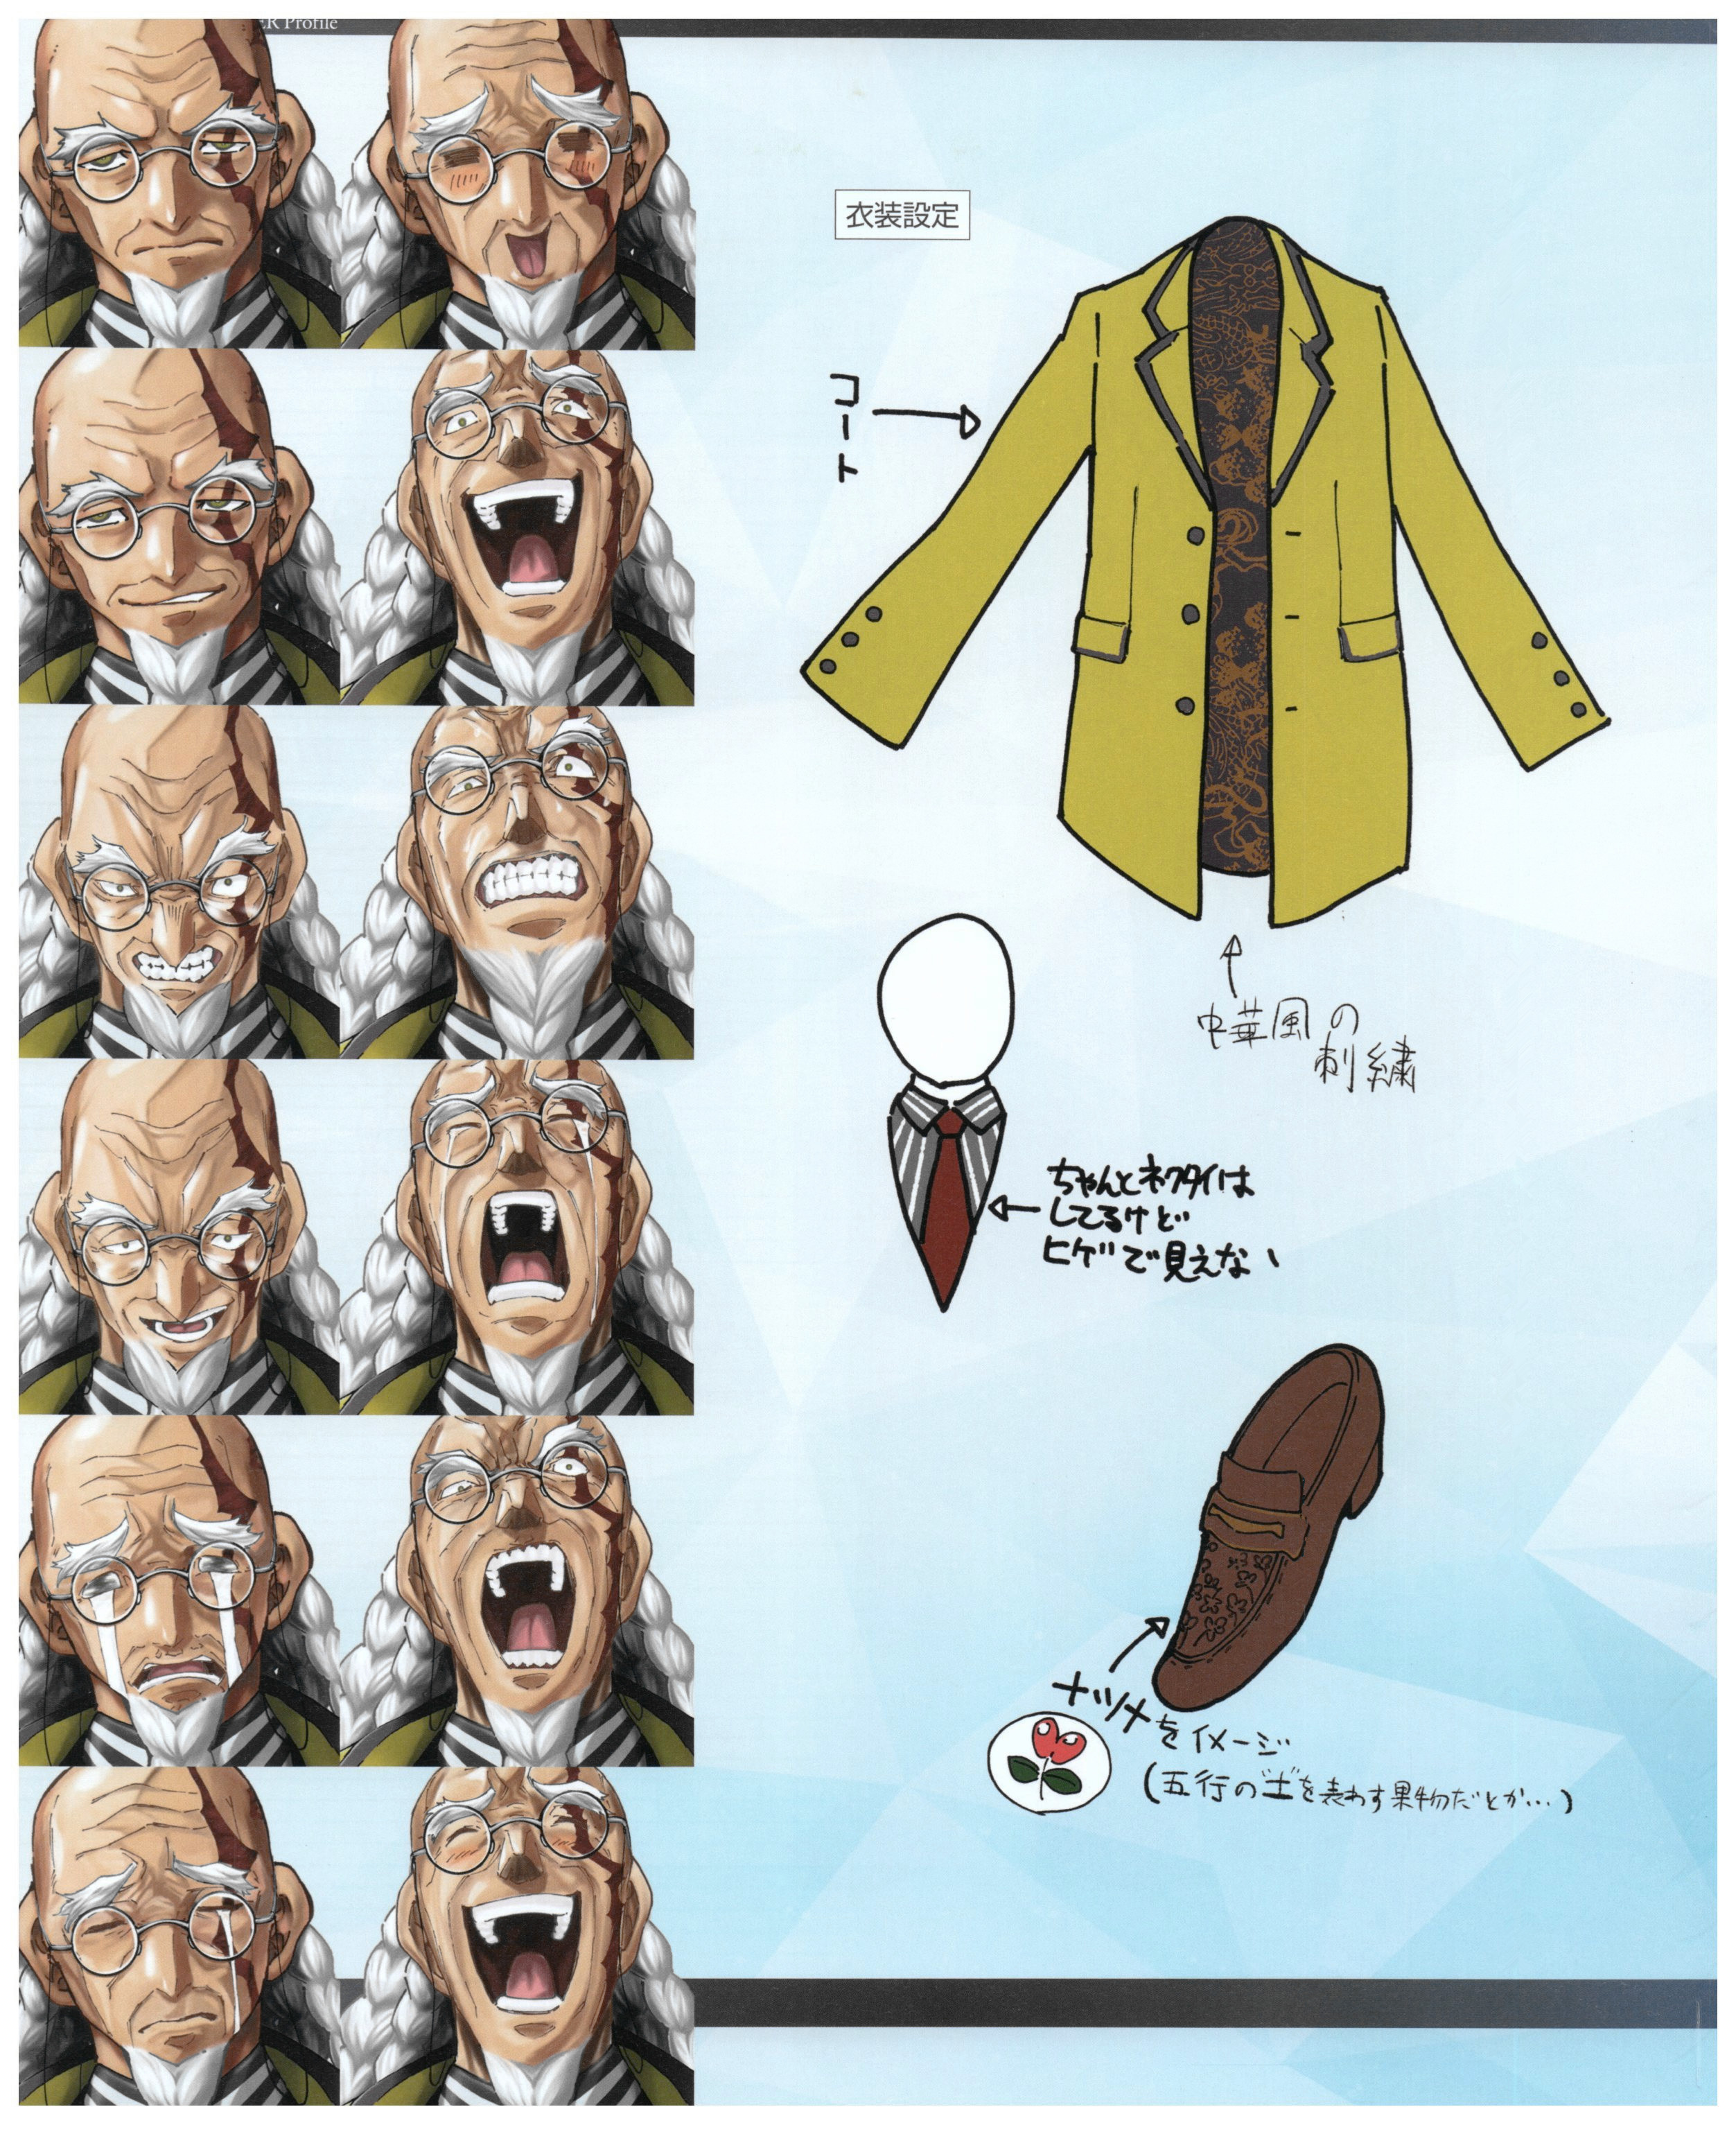 ER Profile
衣装設定
コート
中華風の
刺繍
ちゃんとネクタイは
してるけど
ヒゲで見えない
ナツメをイメージ
(五行の"土"を表わす果物だとか…)